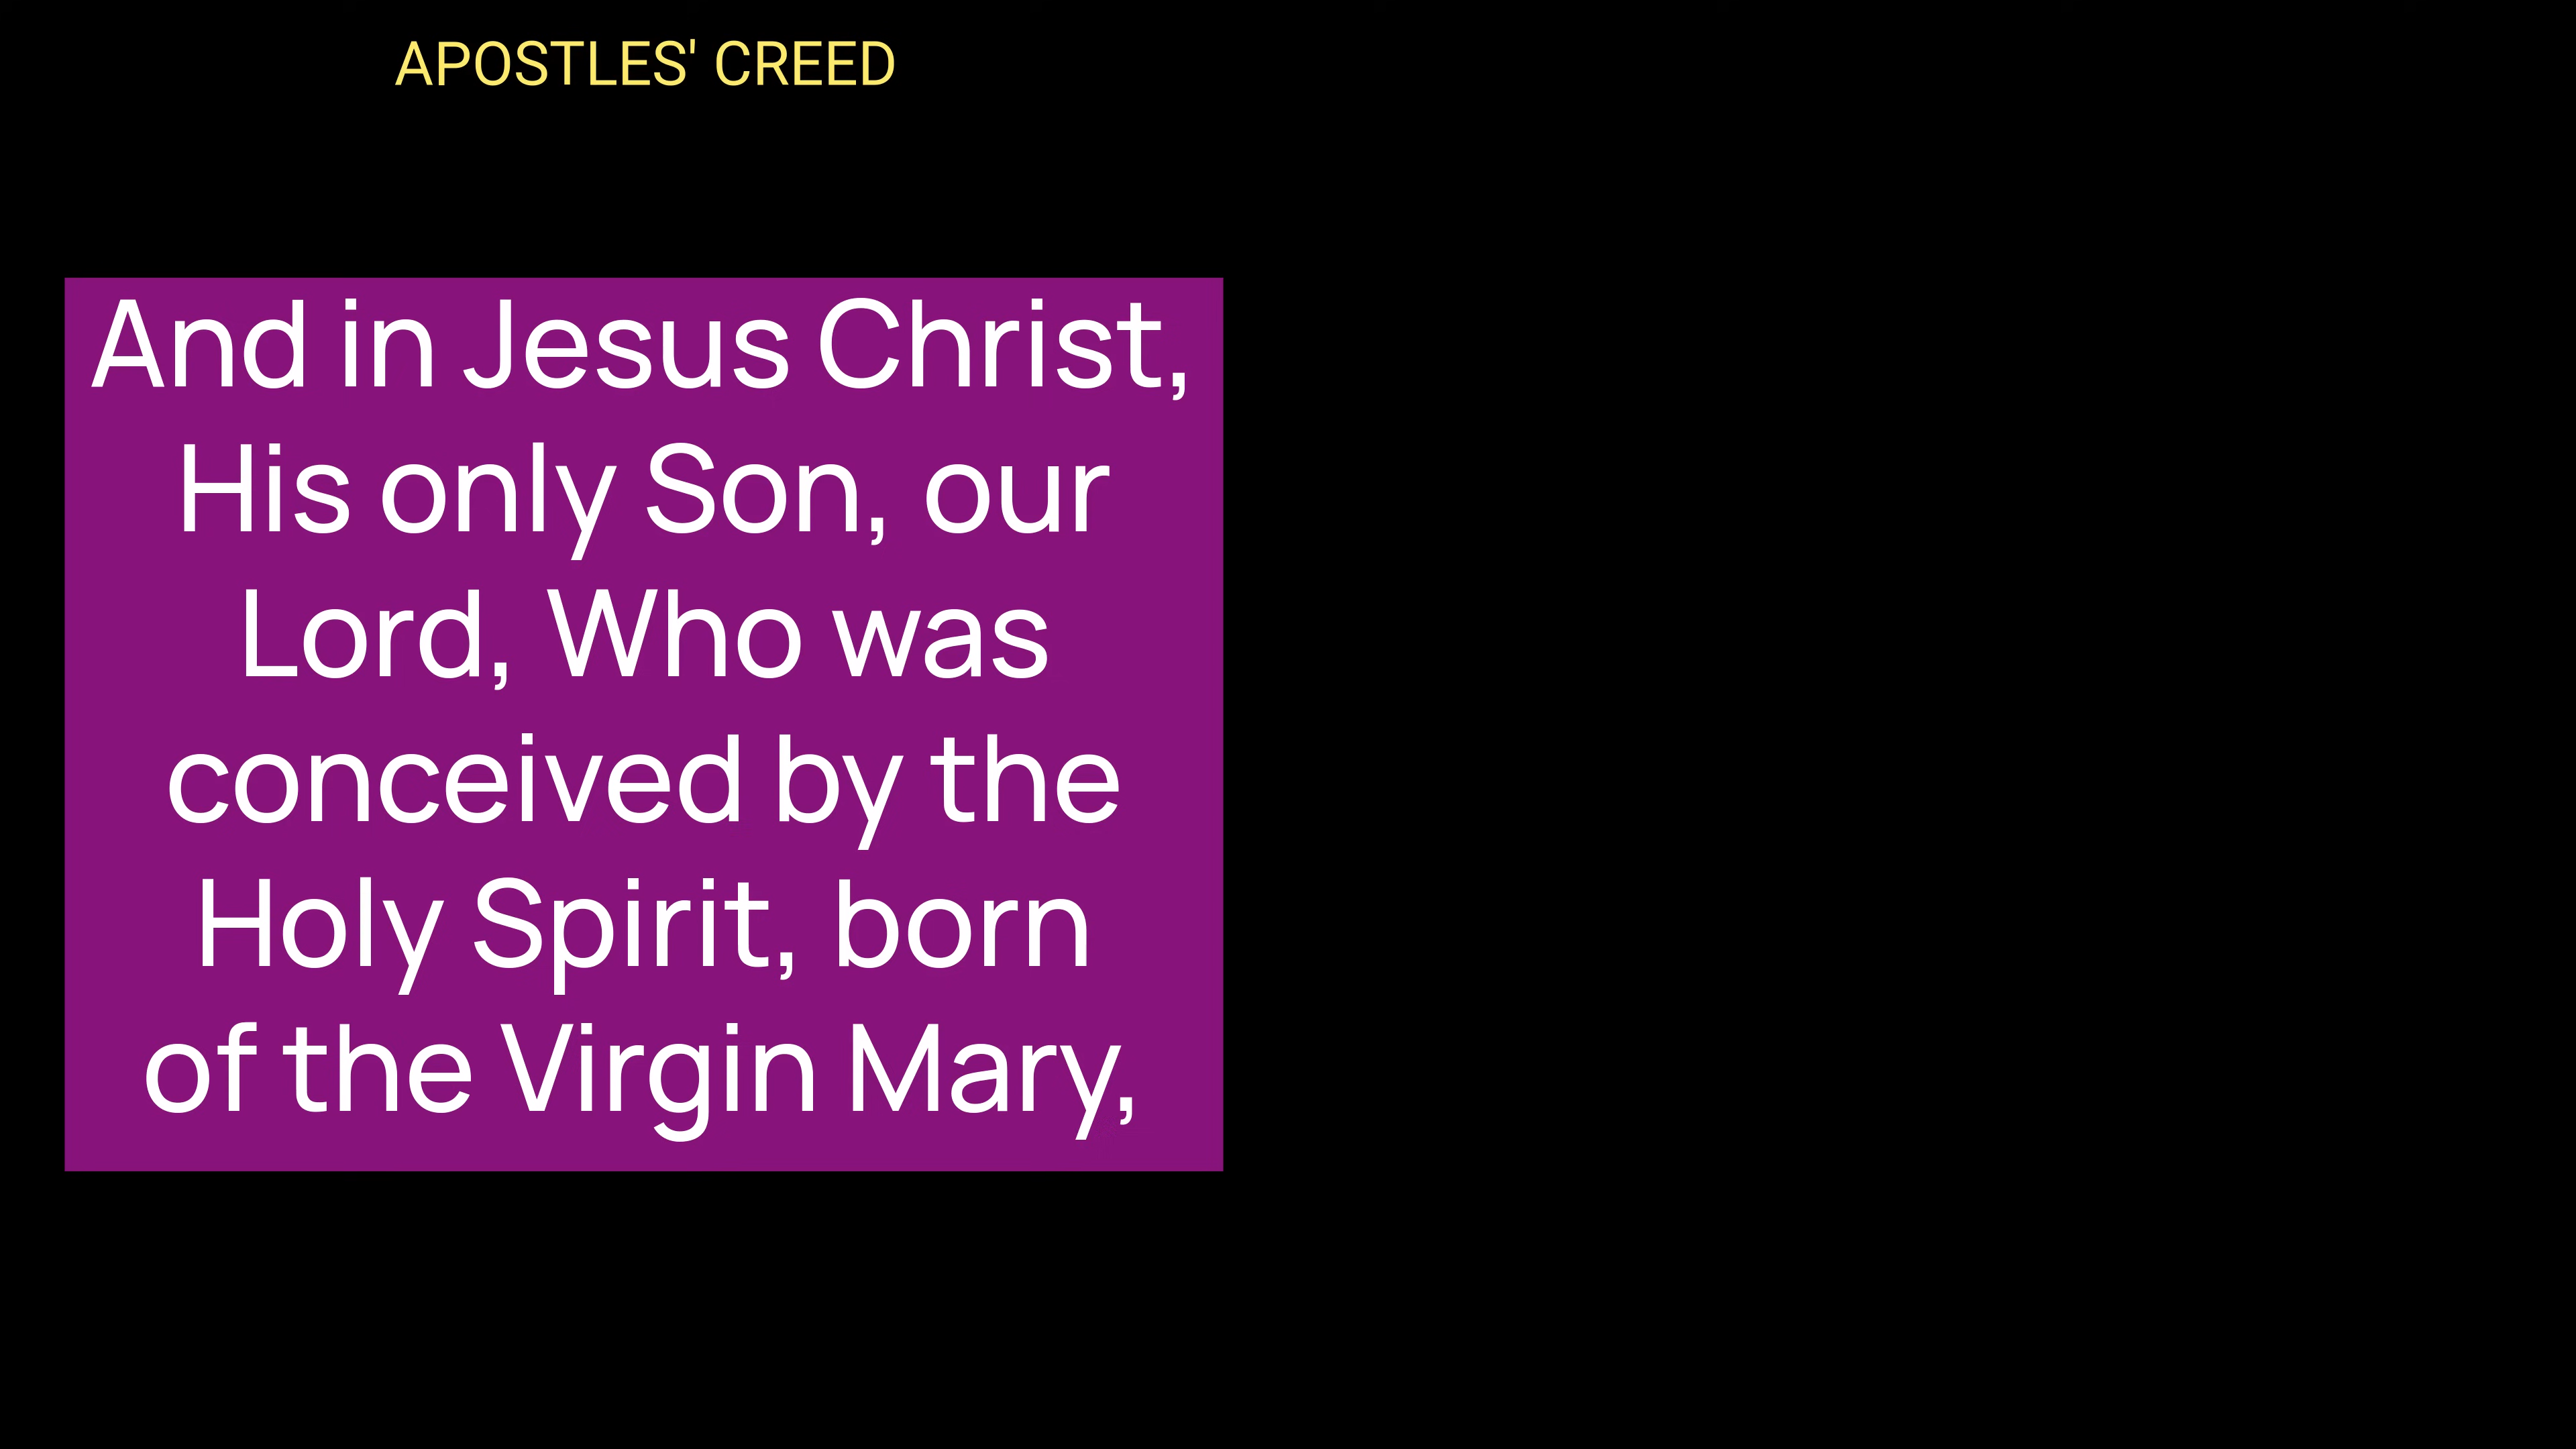 APOSTLES' CREED
And in Jesus Christ,
His only Son, our
Lord, Who was
conceived by the
Holy Spirit, born
of the Virgin Mary,